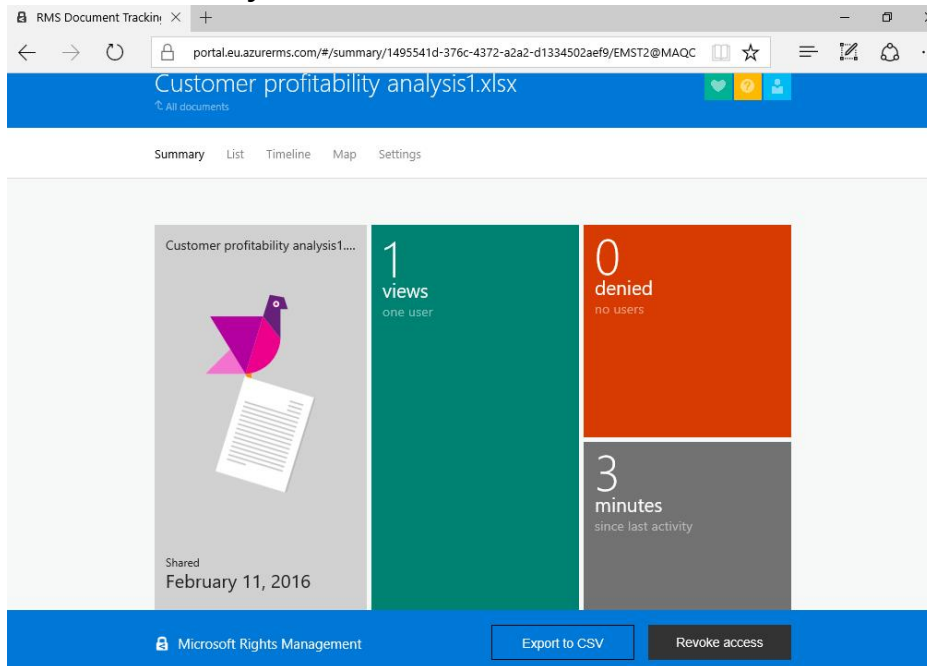 RMS Document Tracking
portal.eu.azurerms.com/#/summary/1495541d-376c-4372-a2a2-d1334502aef9/EMST2@MAQC
Customer profitability analysis1.xlsx
All documents
Summary List Timeline Map Settings
Customer profitability analysis1....
Shared
February 11, 2016
1
views
one user
0
denied
no users
3
minutes
since last activity
Microsoft Rights Management
Export to CSV
Revoke access